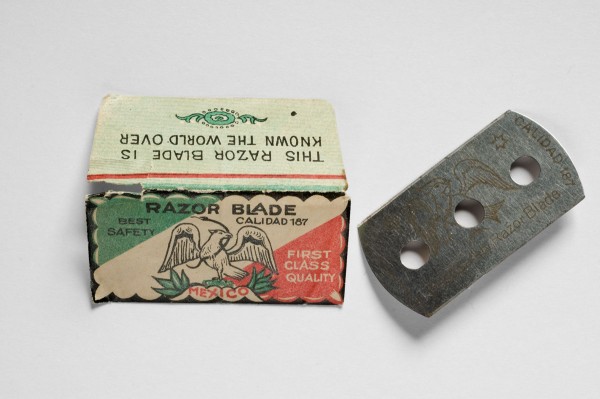 THIS RAZOR BLADE IS
KNOWN THE WORLD OVER
RAZOR BLADE
CALIDAD 187
BEST
SAFETY
FIRST
CLASS
QUALITY
MEXICO
CALIDAD 187
Razor Blade